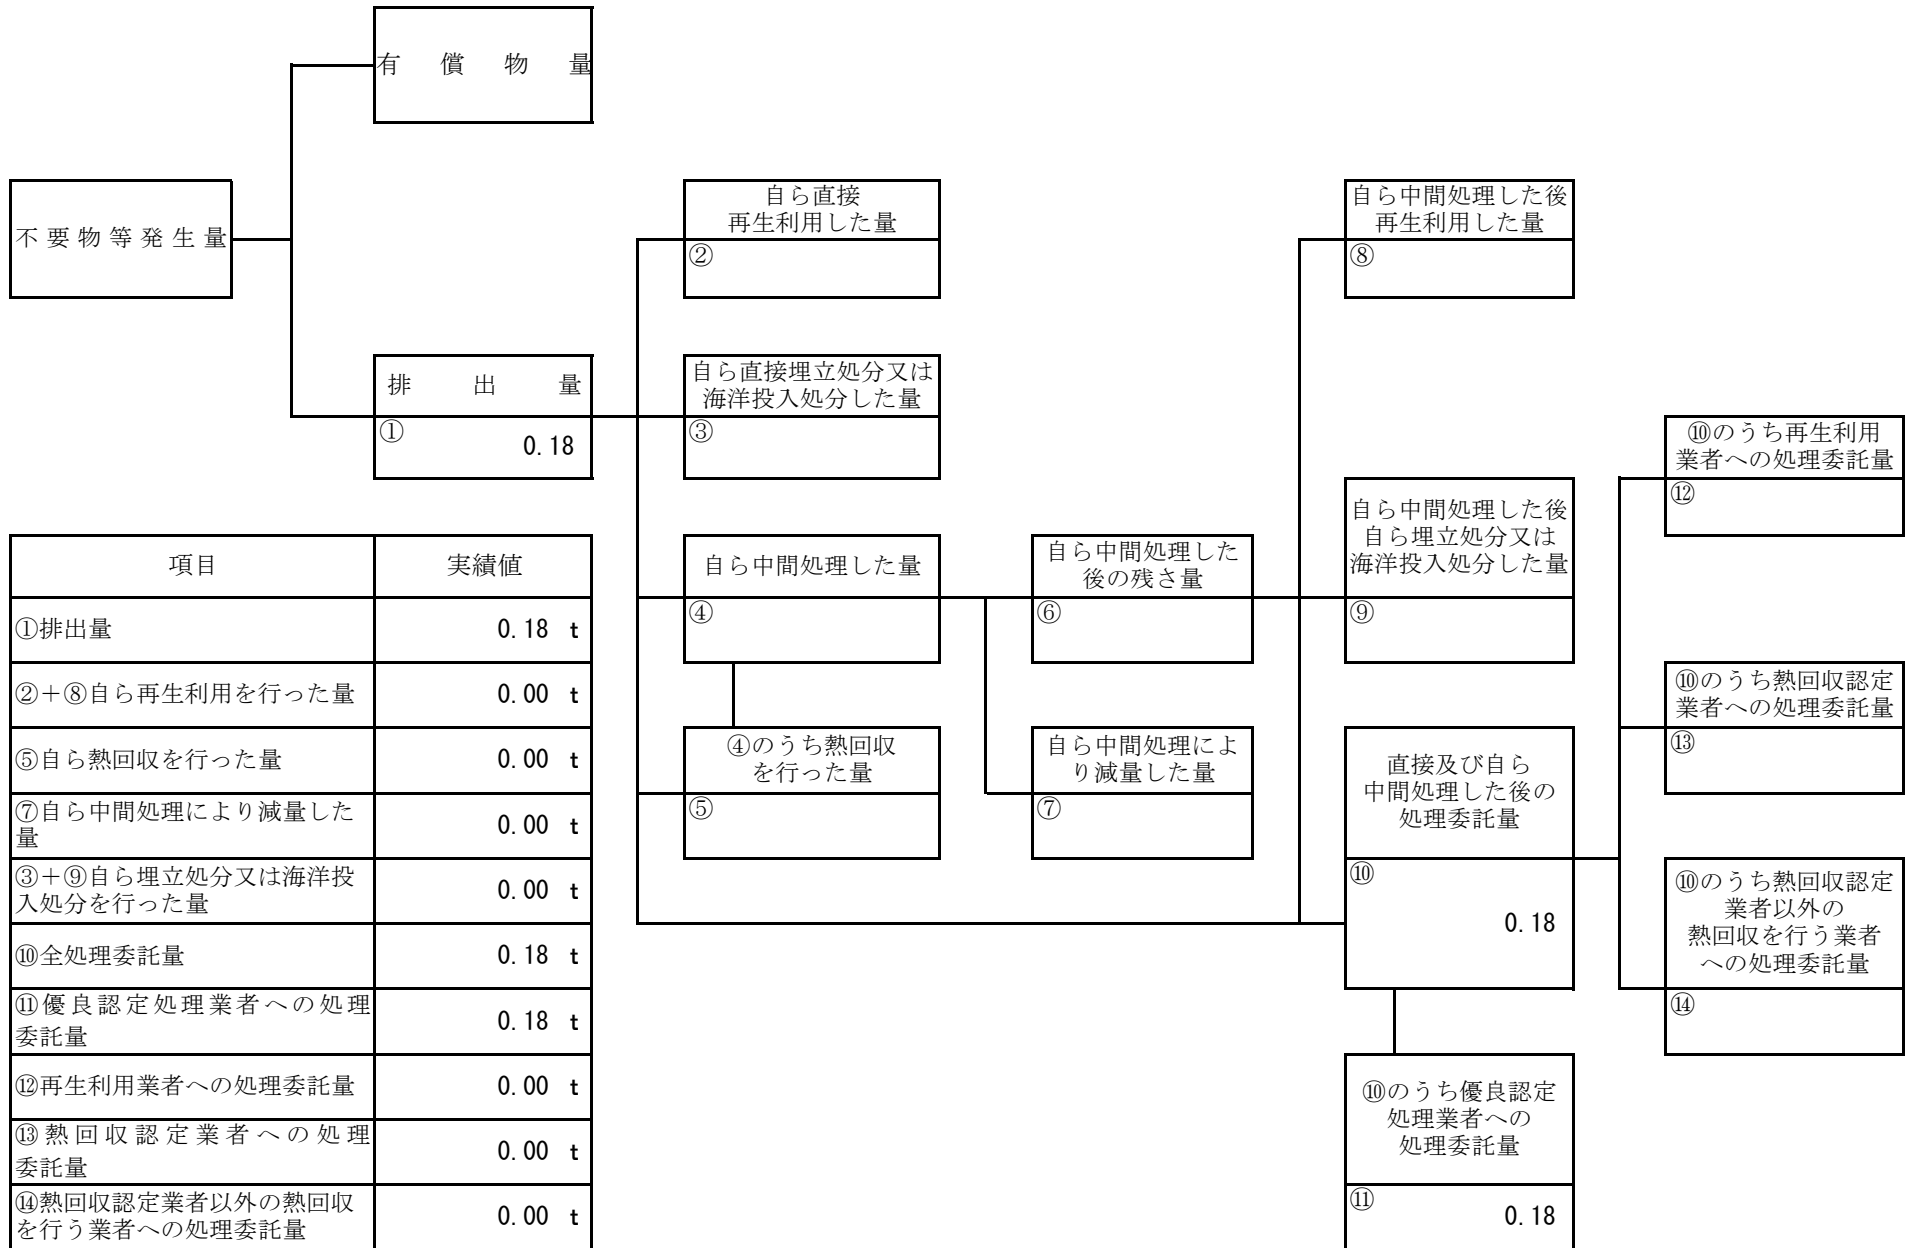 有償物量
不要物等発生量
排出量
①
0.18
自ら直接
再生利用した量
②
自ら直接埋立処分又は
海洋投入処分した量
③
自ら中間処理した量
④
④のうち熱回収
を行った量
⑤
自ら中間処理した
後の残さ量
⑥
自ら中間処理によ
り減量した量
⑦
自ら中間処理した後
再生利用した量
⑧
自ら中間処理した後
自ら埋立処分又は
海洋投入処分した量
⑨
直接及び自ら
中間処理した後の
処理委託量
⑩
0.18
⑩のうち優良認定
処理業者への
処理委託量
⑪
0.18
⑩のうち再生利用
業者への処理委託量
⑫
⑩のうち熱回収認定
業者への処理委託量
⑬
⑩のうち熱回収認定
業者以外の
熱回収を行う業者
への処理委託量
⑭
項目 実績値
①排出量 0.18 t
②＋⑧自ら再生利用を行った量 0.00 t
⑤自ら熱回収を行った量 0.00 t
⑦自ら中間処理により減量した
量 0.00 t
③＋⑨自ら埋立処分又は海洋投
入処分を行った量 0.00 t
⑩全処理委託量 0.18 t
⑪優良認定処理業者への処理
委託量 0.18 t
⑫再生利用業者への処理委託量 0.00 t
⑬熱回収認定業者への処理
委託量 0.00 t
⑭熱回収認定業者以外の熱回収
を行う業者への処理委託量 0.00 t